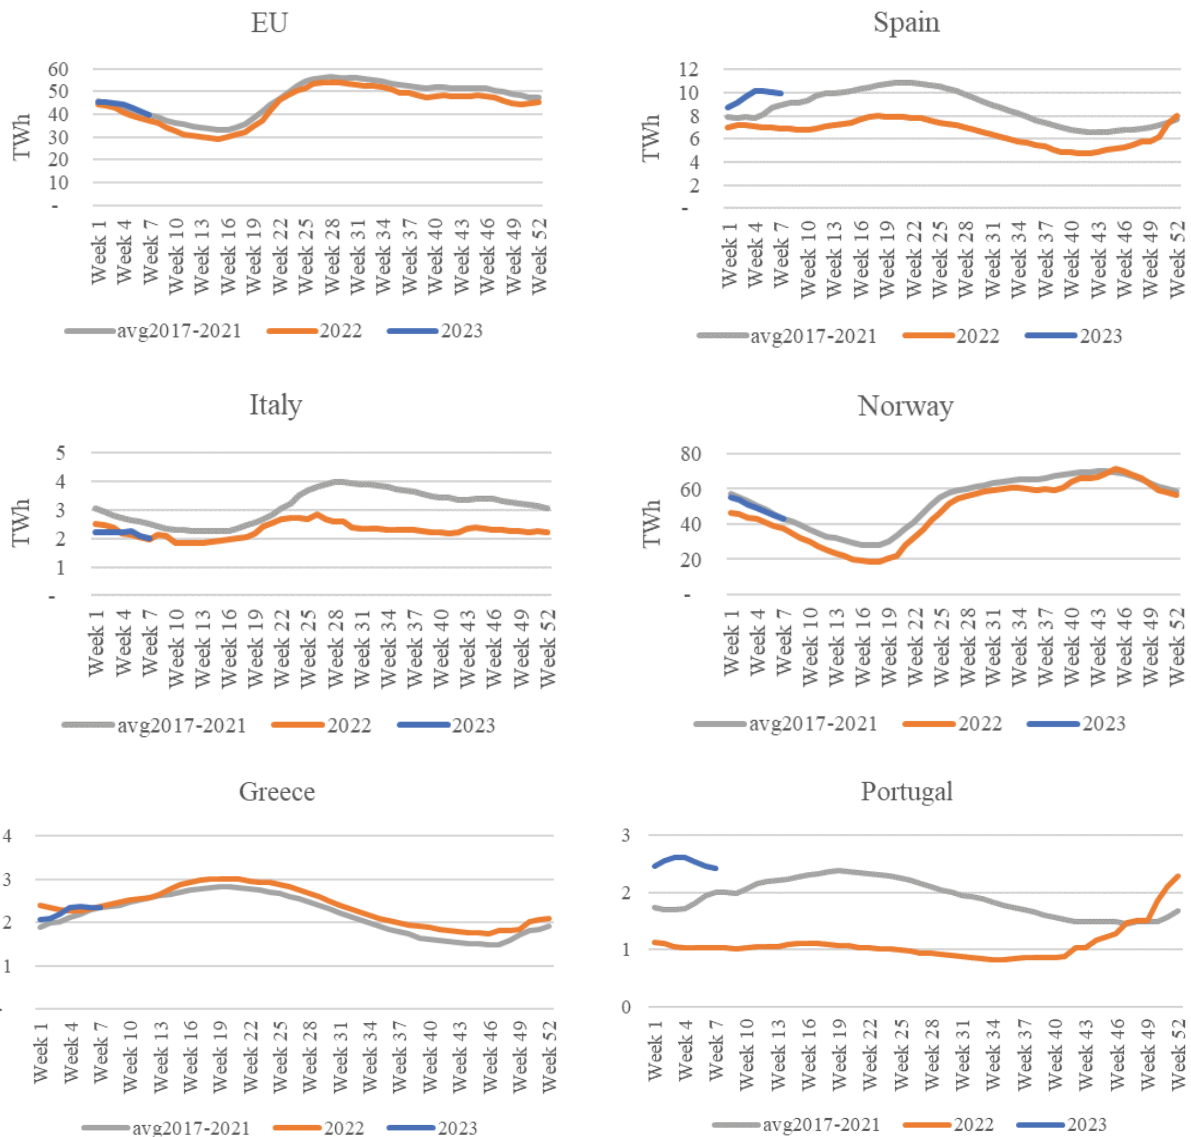 EU
60
50
40
30
20
10
-
TWh
Week 1
Week 4
Week 7
Week 10
Week 13
Week 16
Week 19
Week 22
Week 25
Week 28
Week 31
Week 34
Week 37
Week 40
Week 43
Week 46
Week 49
Week 52
avg2017-2021 2022 2023
Spain
12
10
8
6
4
2
-
TWh
Week 1
Week 4
Week 7
Week 10
Week 13
Week 16
Week 19
Week 22
Week 25
Week 28
Week 31
Week 34
Week 37
Week 40
Week 43
Week 46
Week 49
Week 52
avg2017-2021 2022 2023
Italy
5
4
3
2
1
-
TWh
Week 1
Week 4
Week 7
Week 10
Week 13
Week 16
Week 19
Week 22
Week 25
Week 28
Week 31
Week 34
Week 37
Week 40
Week 43
Week 46
Week 49
Week 52
avg2017-2021 2022 2023
Norway
80
60
40
20
-
TWh
Week 1
Week 4
Week 7
Week 10
Week 13
Week 16
Week 19
Week 22
Week 25
Week 28
Week 31
Week 34
Week 37
Week 40
Week 43
Week 46
Week 49
Week 52
avg2017-2021 2022 2023
Greece
4
3
2
1
-
Week 1
Week 4
Week 7
Week 10
Week 13
Week 16
Week 19
Week 22
Week 25
Week 28
Week 31
Week 34
Week 37
Week 40
Week 43
Week 46
Week 49
Week 52
avg2017-2021 2022 2023
Portugal
3
2
1
0
Week 1
Week 4
Week 7
Week 10
Week 13
Week 16
Week 19
Week 22
Week 25
Week 28
Week 31
Week 34
Week 37
Week 40
Week 43
Week 46
Week 49
Week 52
avg2017-2021 2022 2023